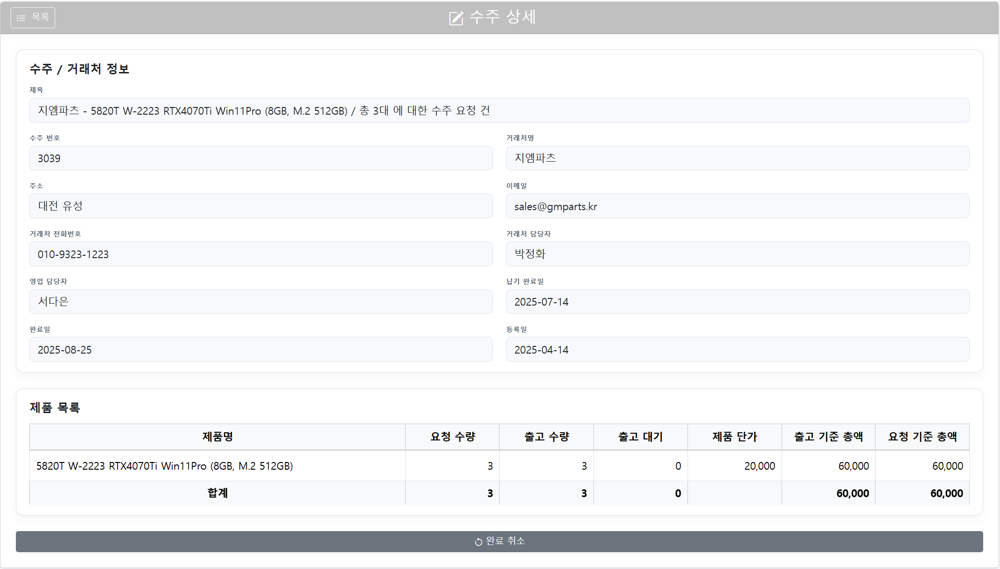 목록
수주 상세
수주 / 거래처 정보
제목
지엠파츠 - 5820T W-2223 RTX4070Ti Win11Pro (8GB, M.2 512GB) / 총 3대 에 대한 수주 요청 건
수주 번호 거래처명
3039 지엠파츠
주소 이메일
대전 유성 sales@gmparts.kr
거래처 전화번호 거래처 담당자
010-9323-1223 박정화
영업 담당자 납기 완료일
서다은 2025-07-14
완료일 등록일
2025-08-25 2025-04-14
제품 목록
제품명 요청 수량 출고 수량 출고 대기 제품 단가 출고 기준 총액 요청 기준 총액
5820T W-2223 RTX4070Ti Win11Pro (8GB, M.2 512GB) 3 3 0 20,000 60,000 60,000
합계 3 3 0 60,000 60,000
완료 취소